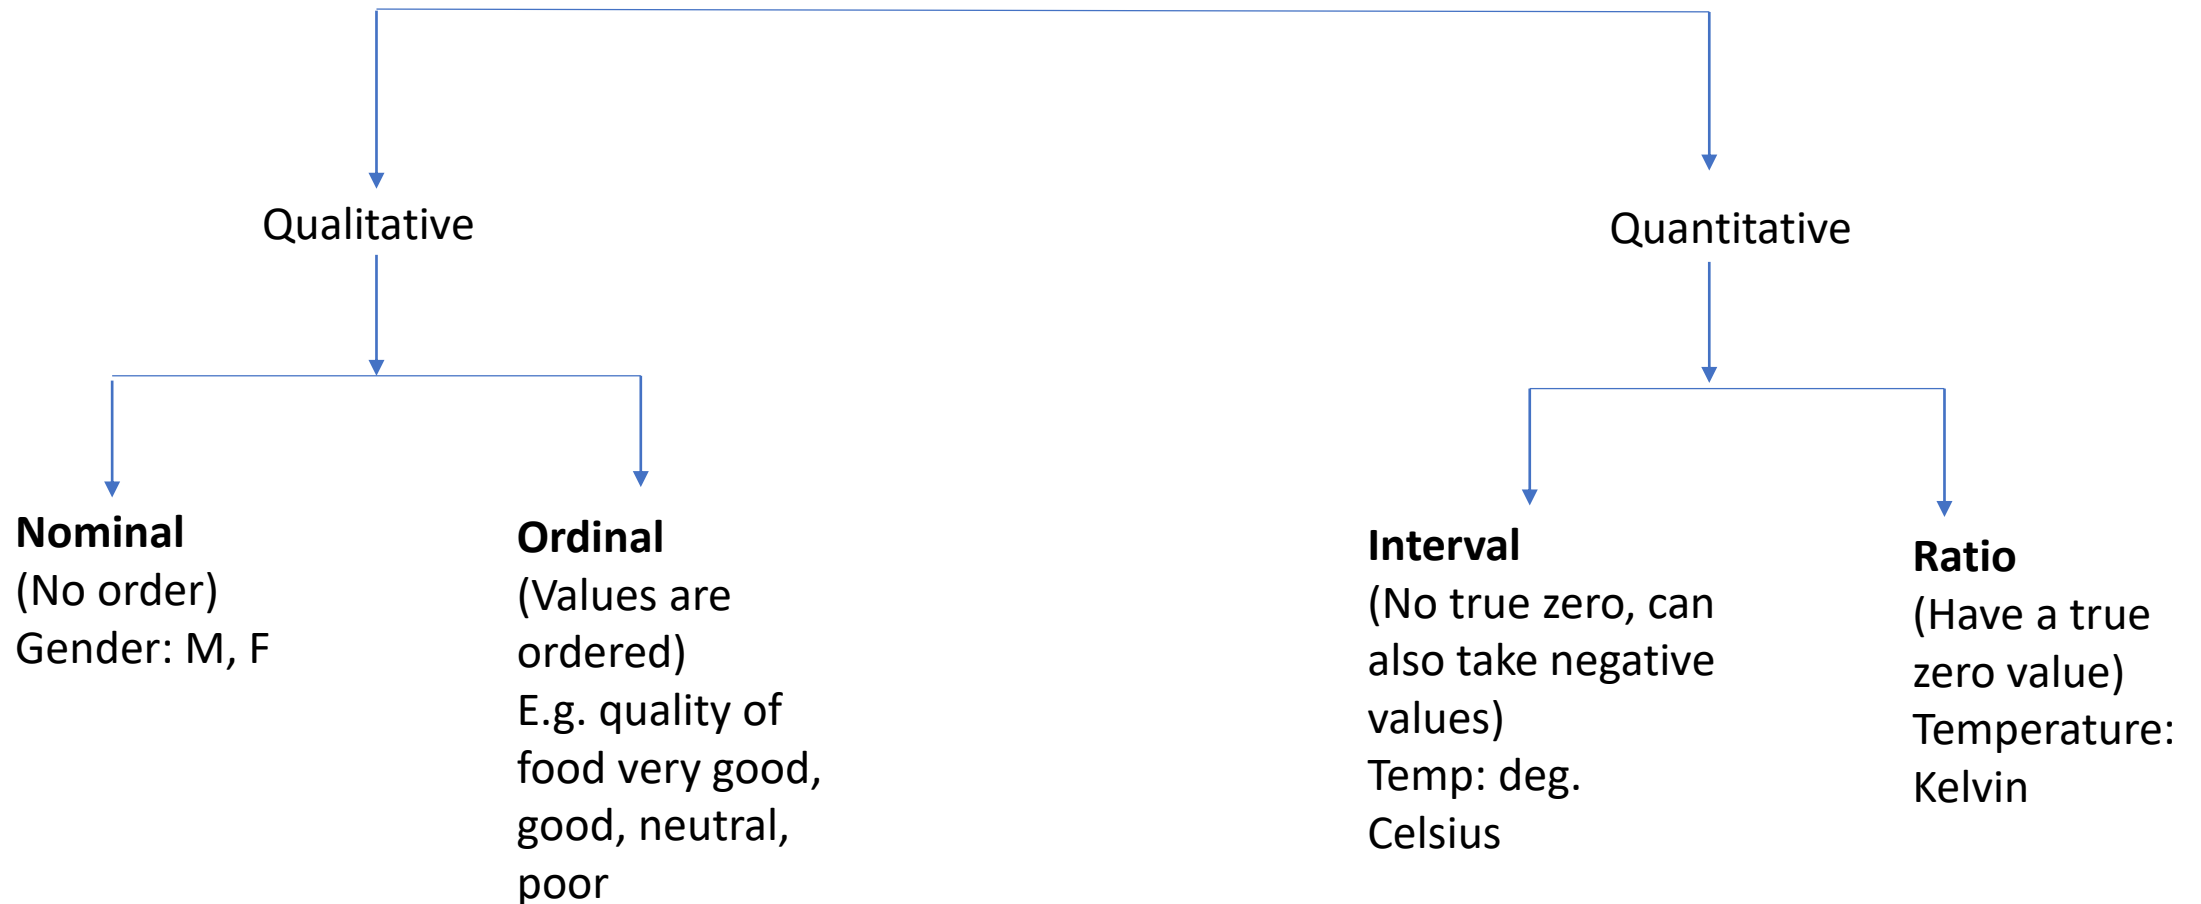 Qualitative
Quantitative
Nominal
(No order)
Gender: M, F
Ordinal
(Values are
ordered)
E.g. quality of
food very good,
good, neutral,
poor
Interval
(No true zero, can
also take negative
values)
Temp: deg.
Celsius
Ratio
(Have a true
zero value)
Temperature:
Kelvin